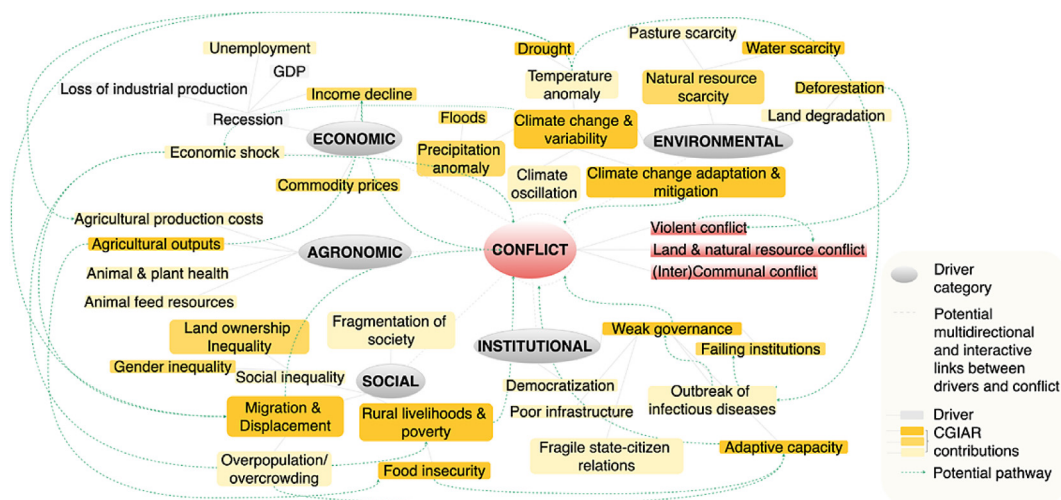 Unemployment
GDP
Loss of industrial production
Income decline
Recession
ECONOMIC
Economic shock
Commodity prices
Drought
Temperature
anomaly
Floods
Climate change &
variability
Precipitation
anomaly
Climate
oscillation
Pasture scarcity
Water scarcity
Natural resource
scarcity
Deforestation
Land degradation
ENVIRONMENTAL
Climate change adaptation &
mitigation
Agricultural production costs
Agricultural outputs
AGRONOMIC
Animal & plant health
Animal feed resources
CONFLICT
Violent conflict
Land & natural resource conflict
(Inter)Communal conflict
Land ownership
Inequality
Fragmentation of
society
Gender inequality
Social inequality
SOCIAL
Migration &
Displacement
Rural livelihoods &
poverty
Overpopulation/
overcrowding
Food insecurity
INSTITUTIONAL
Weak governance
Failing institutions
Democratization
Poor infrastructure
Outbreak of
infectious diseases
Fragile state-citizen
relations
Adaptive capacity
Driver
category
Potential
multidirectional
and interactive
links between
drivers and conflict
Driver
CGIAR
contributions
Potential pathway